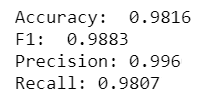 Accuracy:  0.9816
F1:  0.9883
Precision: 0.996
Recall: 0.9807